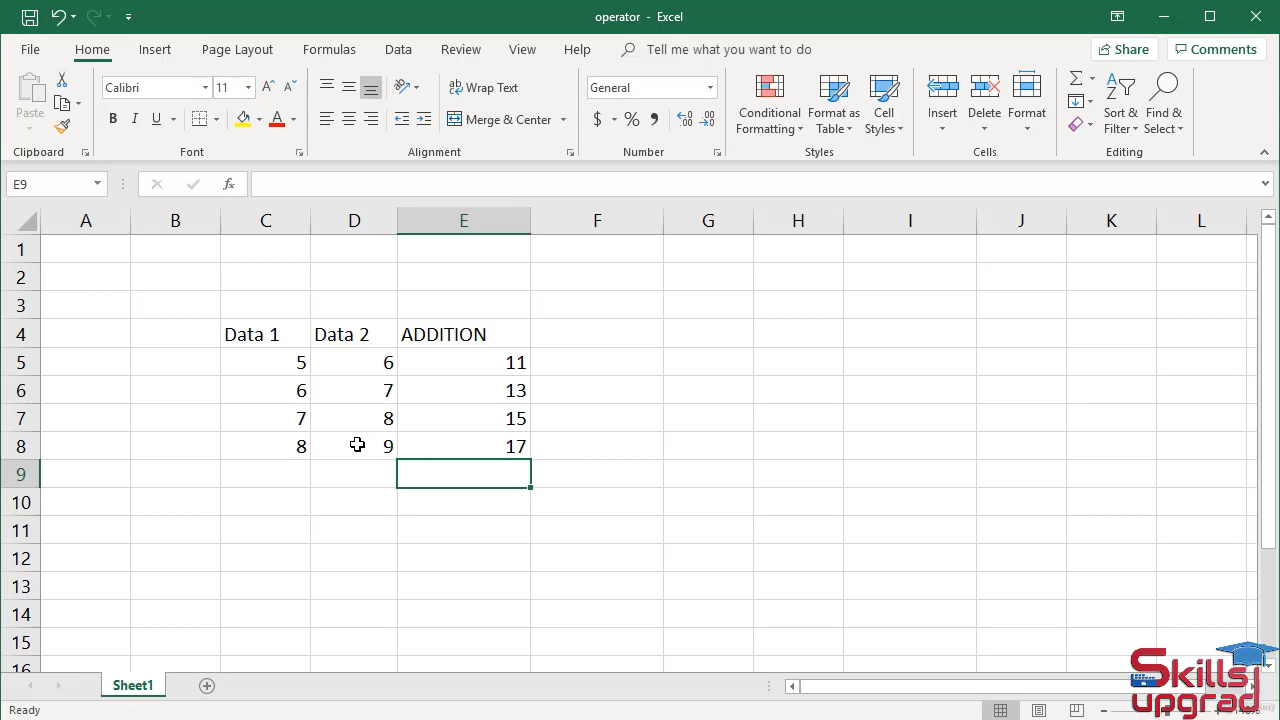 operator - Excel
File Home Insert Page Layout Formulas Data Review View Help Tell me what you want to do Share Comments
Paste Calibri 11 Wrap Text General Conditional Formatting Format as Table Cell Styles Insert Delete Format Sort & Filter Find & Select
B I U A Merge & Center $ %
Clipboard Font Alignment Number Styles Cells Editing
E9 fx
A B C D E F G H I J K L
1
2
3
4 Data 1 Data 2 ADDITION
5 5 6 11
6 6 7 13
7 7 8 15
8 8 9 17
9
10
11
12
13
14
15
16
Sheet1
Skills
upgrad
Ready